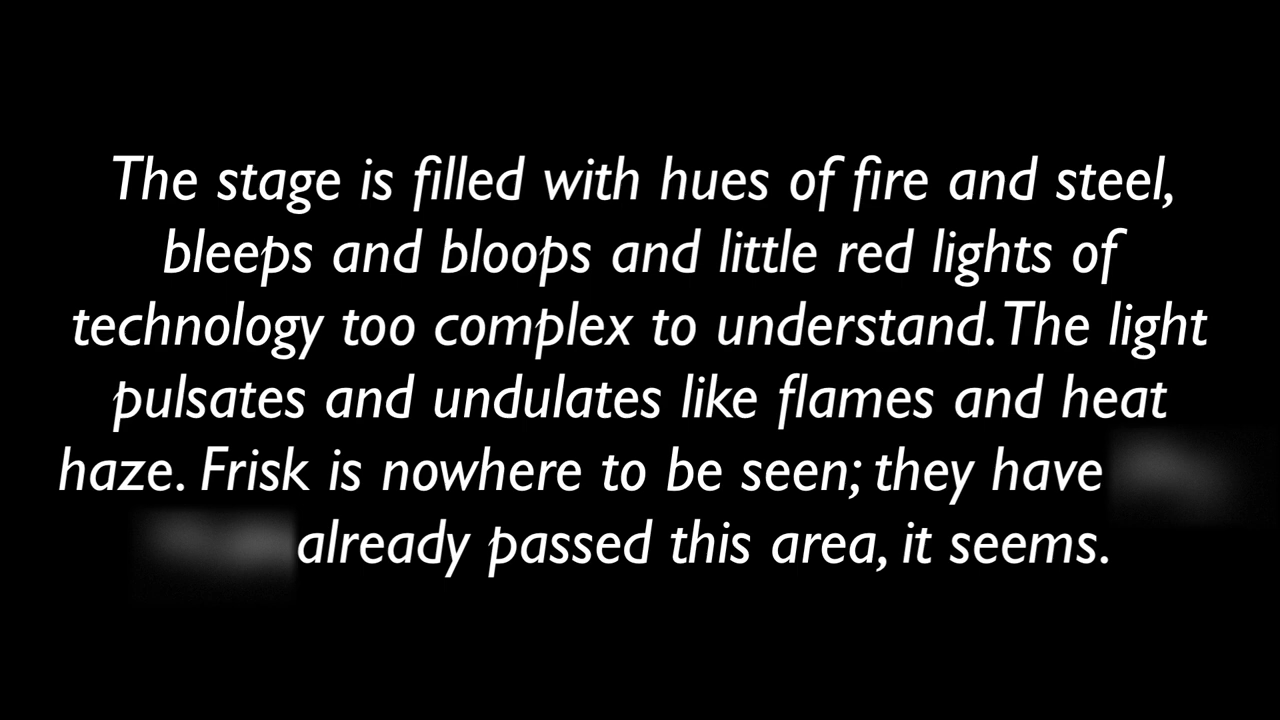 The stage is filled with hues of fire and steel,
bleeps and bloops and little red lights of
technology too complex to understand. The light
pulsates and undulates like flames and heat
haze. Frisk is nowhere to be seen; they have
already passed this area, it seems.